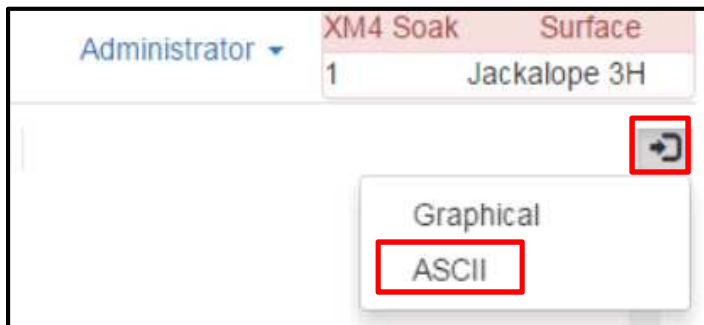 Administrator
XM4 Soak Surface
1 Jackalope 3H
Graphical
ASCII